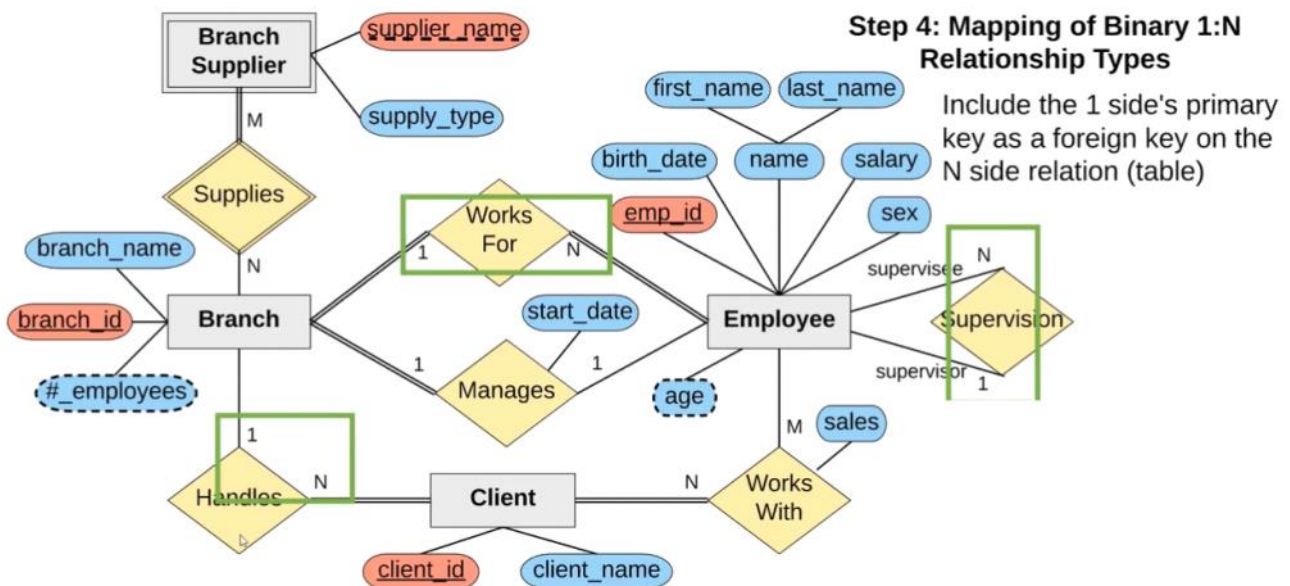 Step 4: Mapping of Binary 1:N
Relationship Types
Include the 1 side's primary
key as a foreign key on the
N side relation (table)
Branch
Supplier
supplier_name
supply_type
M
Supplies
N
first_name
last_name
birth_date
name
salary
emp_id
sex
Works
For
1
N
branch_name
branch_id
#_employees
Branch
start_date
1
Manages
1
Employee
age
supervisee
N
Supervision
supervisor
1
M
sales
1
Handles
N
Client
N
Works
With
client_id
client_name